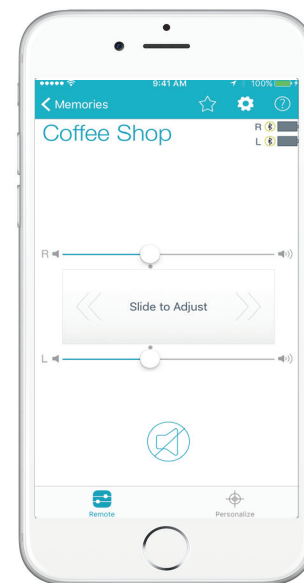 9:41 AM 100%
Memories
Coffee Shop
R
L
R
Slide to Adjust
L
Remote Personalize